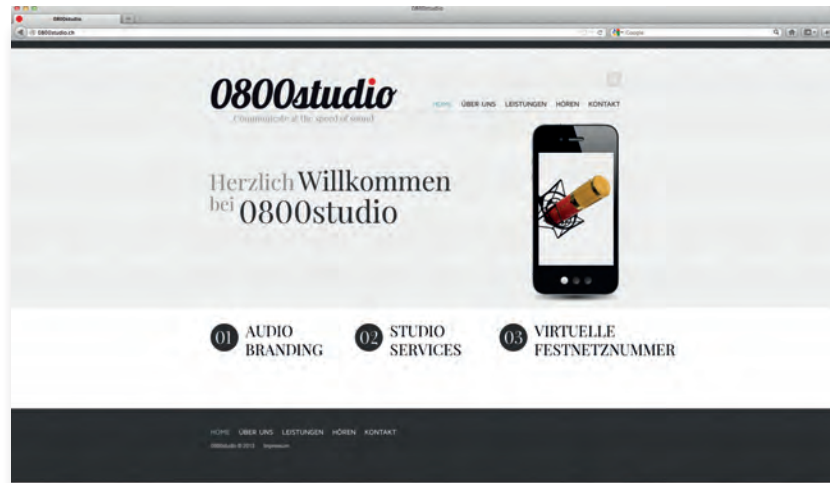 0800studio
0800studio
0800studio.ch
Google
0800studio
Communicate at the speed of sound
HOME ÜBER UNS LEISTUNGEN HÖREN KONTAKT
Herzlich Willkommen
bei 0800studio
01 AUDIO
BRANDING
02 STUDIO
SERVICES
03 VIRTUELLE
FESTNETZNUMMER
HOME ÜBER UNS LEISTUNGEN HÖREN KONTAKT
0800studio © 2013 Impressum